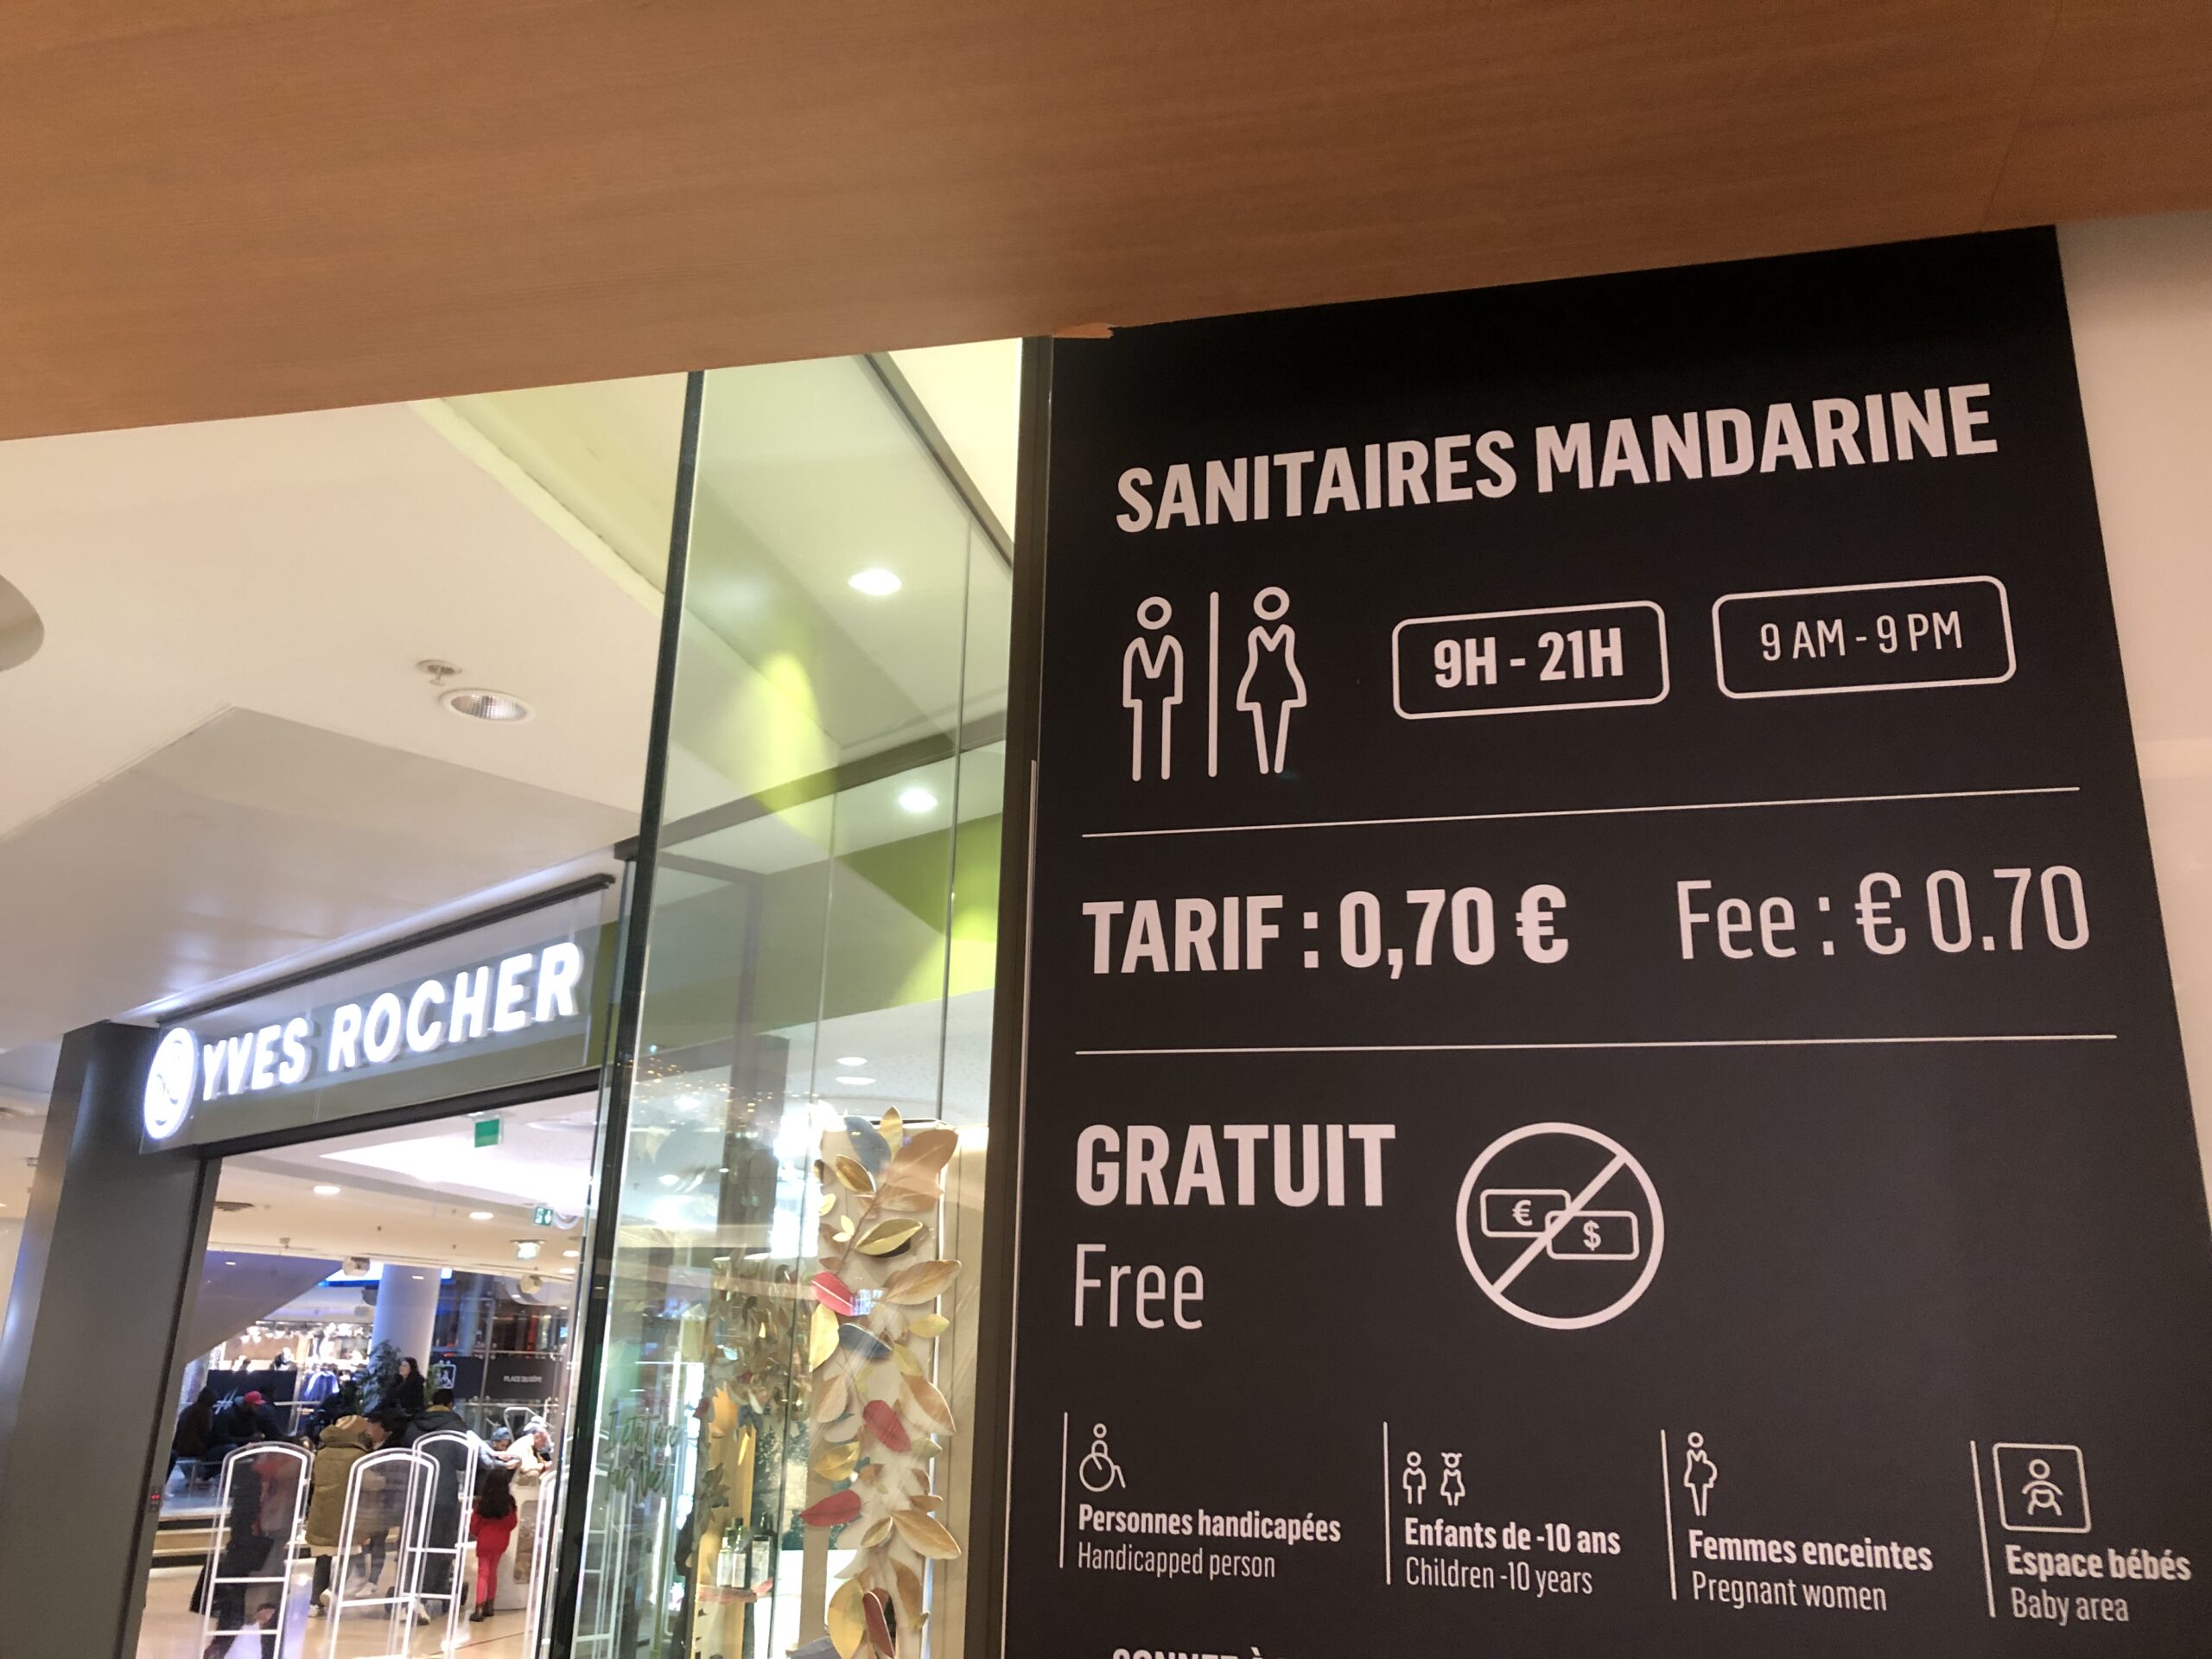 SANITAIRES MANDARINE
9H - 21H
9 AM - 9 PM
TARIF : 0,70 €
Fee : € 0.70
GRATUIT
Free
€
$
Personnes handicapées
Handicapped person
Enfants de -10 ans
Children -10 years
Femmes enceintes
Pregnant women
Espace bébés
Baby area
YVES ROCHER